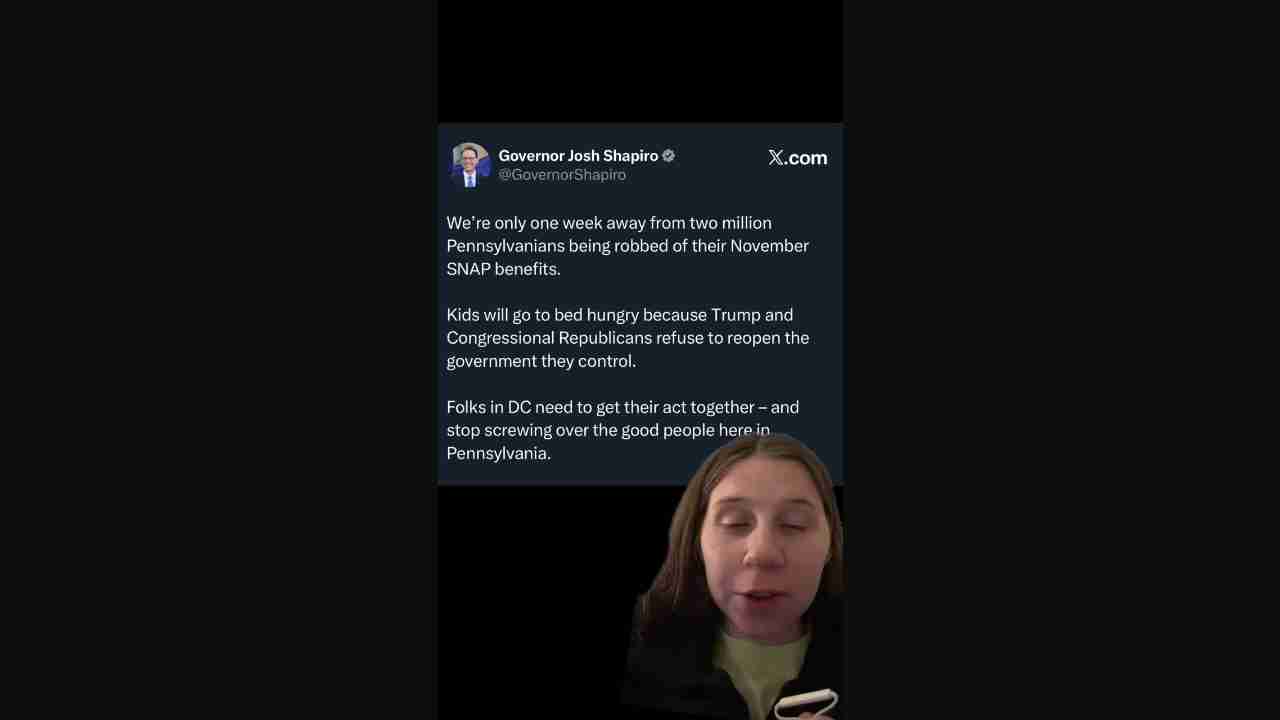 Governor Josh Shapiro
X.com
@GovernorShapiro
We're only one week away from two million
Pennsylvanians being robbed of their November
SNAP benefits.
Kids will go to bed hungry because Trump and
Congressional Republicans refuse to reopen the
government they control.
Folks in DC need to get their act together – and
stop screwing over the good people here in
Pennsylvania.